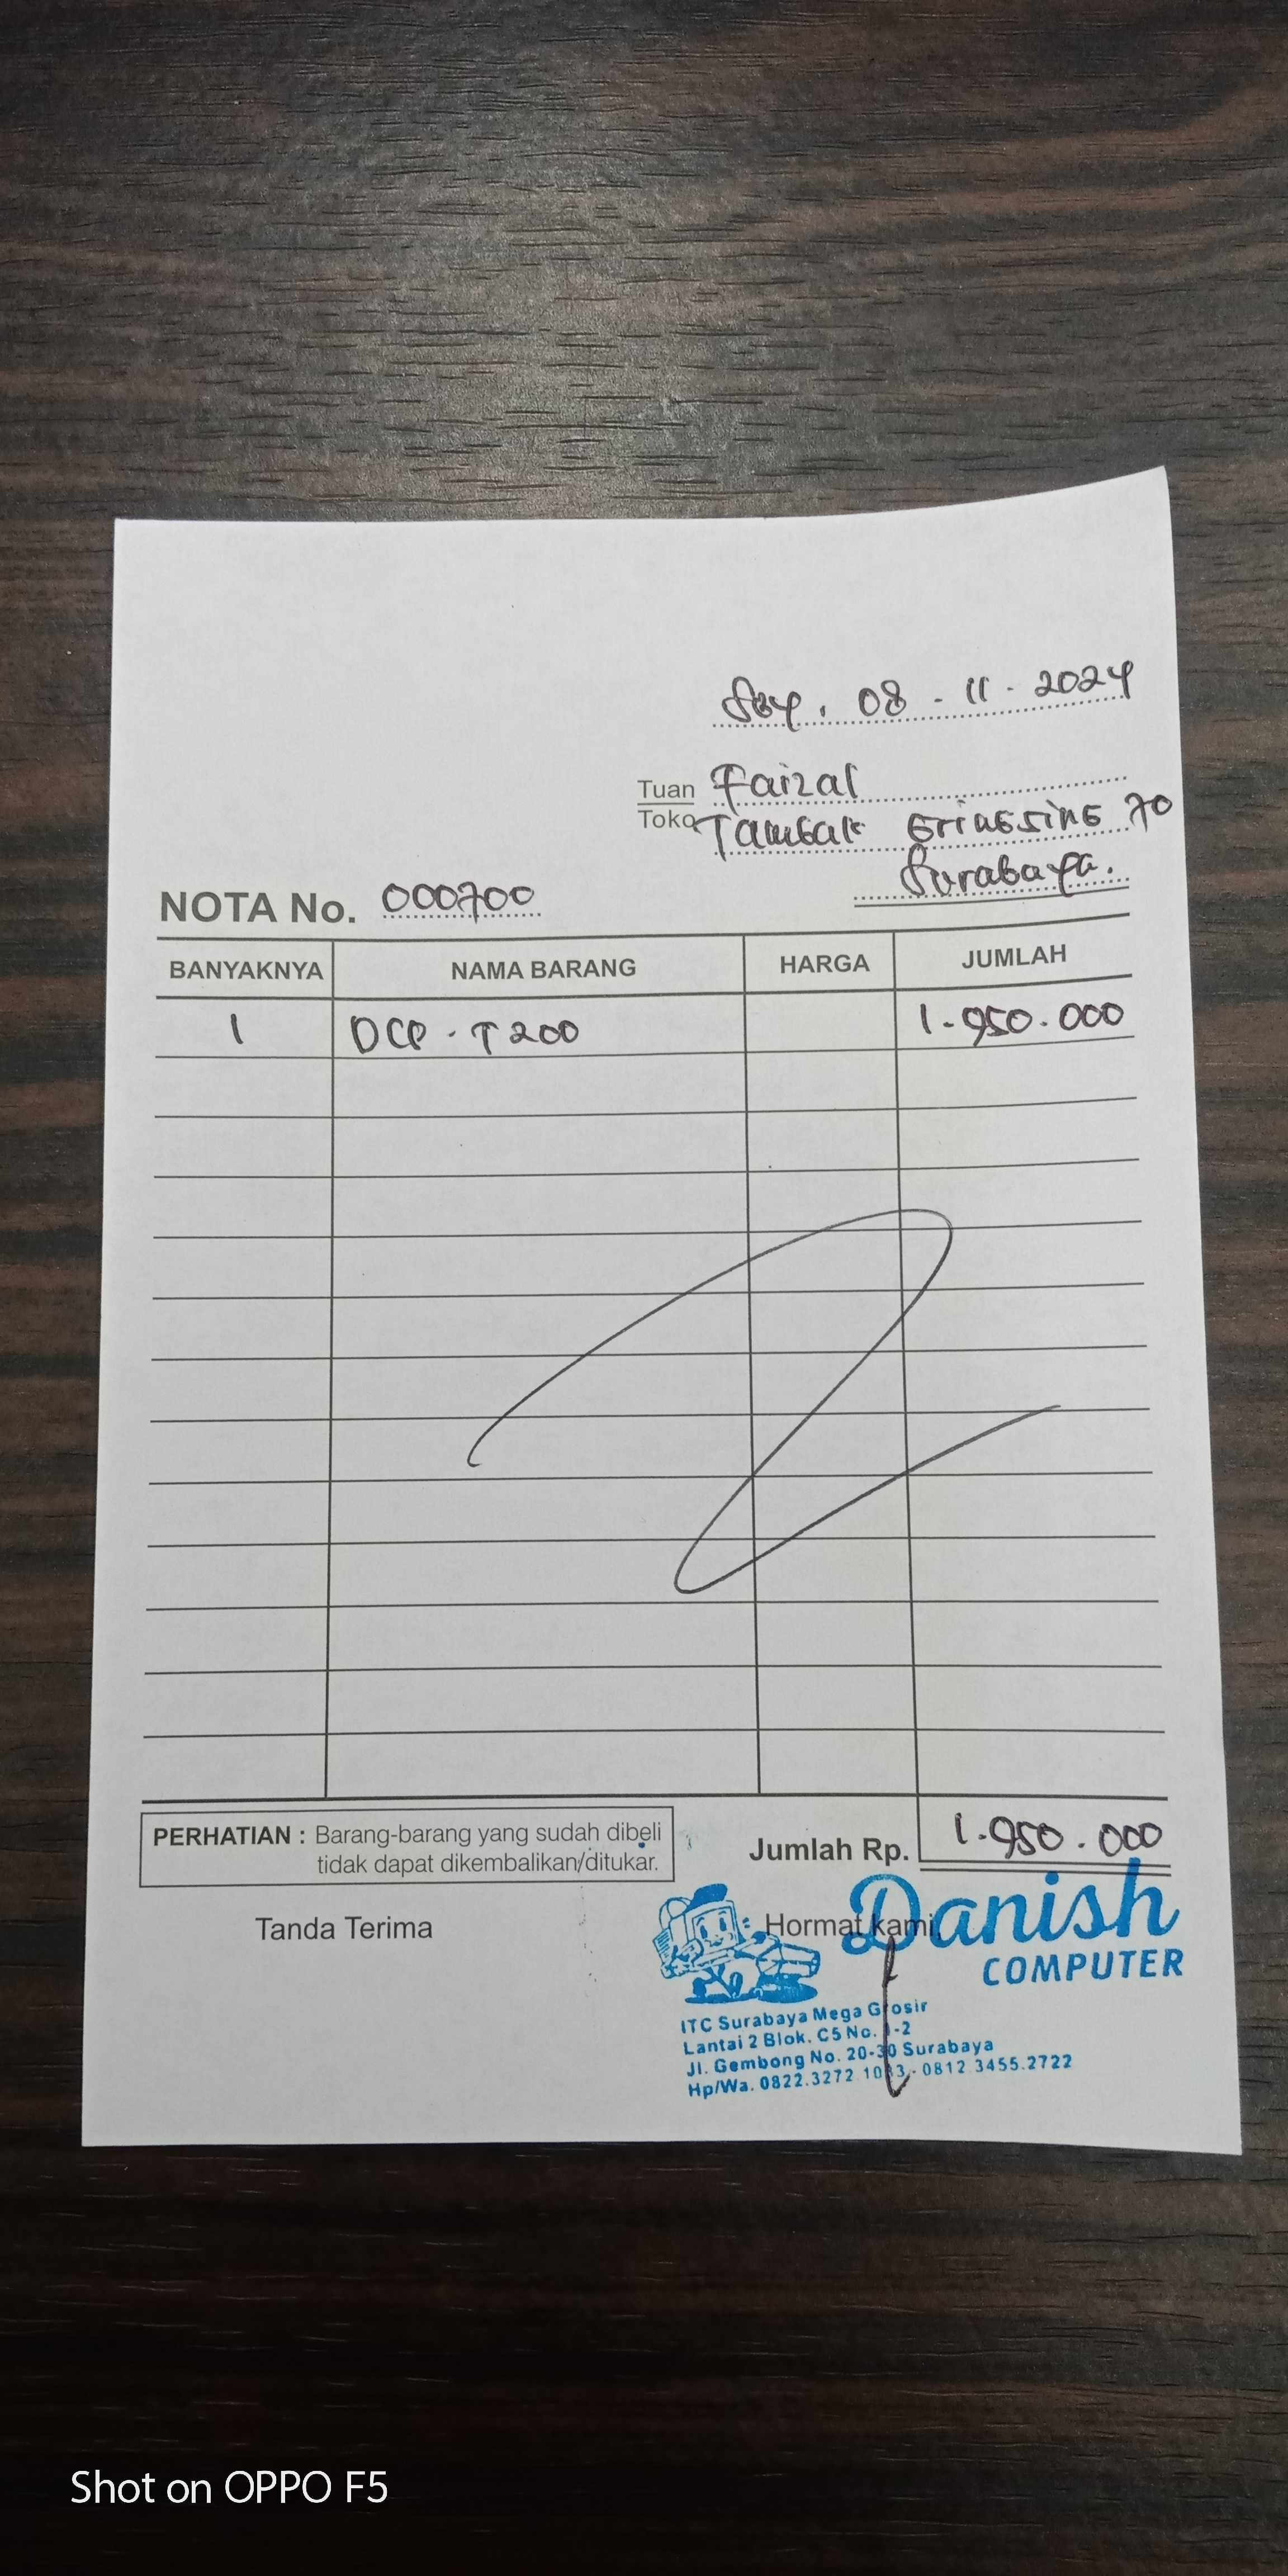 Sby. 08 - 11 - 2024
Tuan Faizal
Toko Tambak Gringsing 70
Surabaya.
NOTA No. 000700
BANYAKNYA NAMA BARANG HARGA JUMLAH
1 DCP - T200 1.950.000
PERHATIAN : Barang-barang yang sudah dibeli
tidak dapat dikembalikan/ditukar.
Jumlah Rp. 1.950.000
Tanda Terima
Hormat kami
Danish
COMPUTER
ITC Surabaya Mega Grosir
Lantai 2 Blok. C5 No. 1-2
Jl. Gembong No. 20-30 Surabaya
Hp/Wa. 0822.3272 - 0812 3455.2722
Shot on OPPO F5